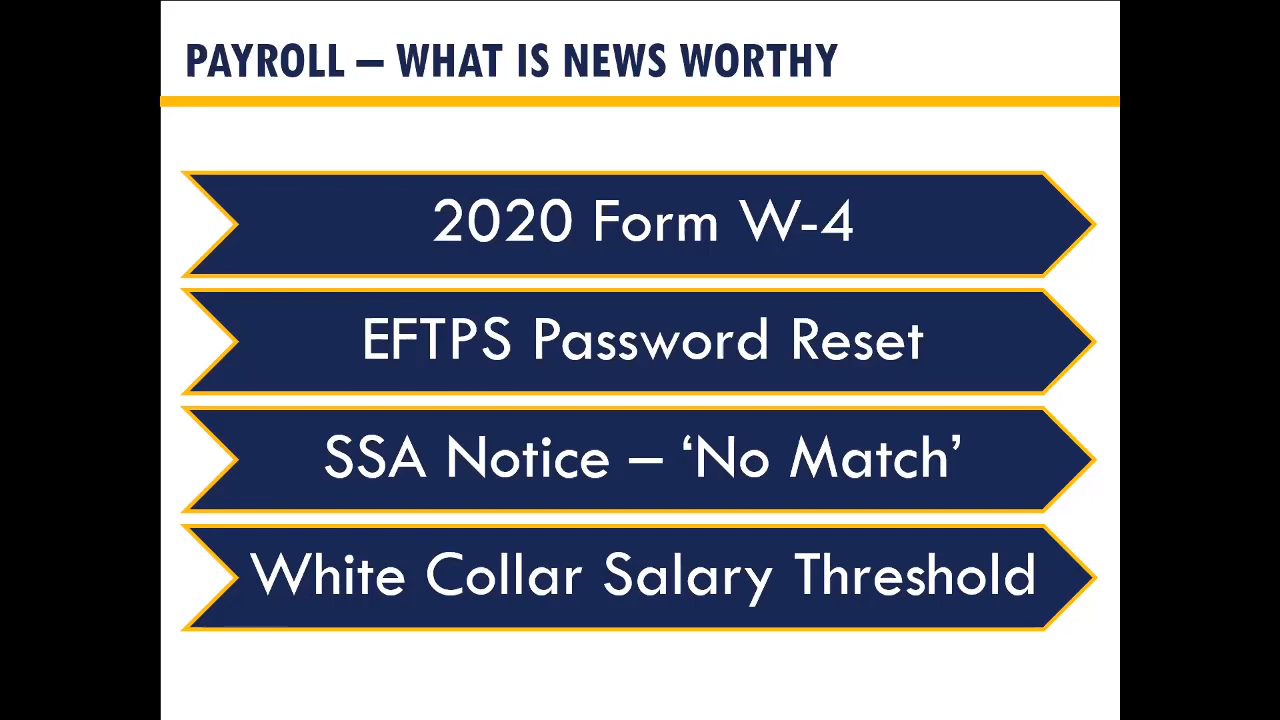 PAYROLL – WHAT IS NEWS WORTHY
2020 Form W-4
EFTPS Password Reset
SSA Notice – ‘No Match’
White Collar Salary Threshold